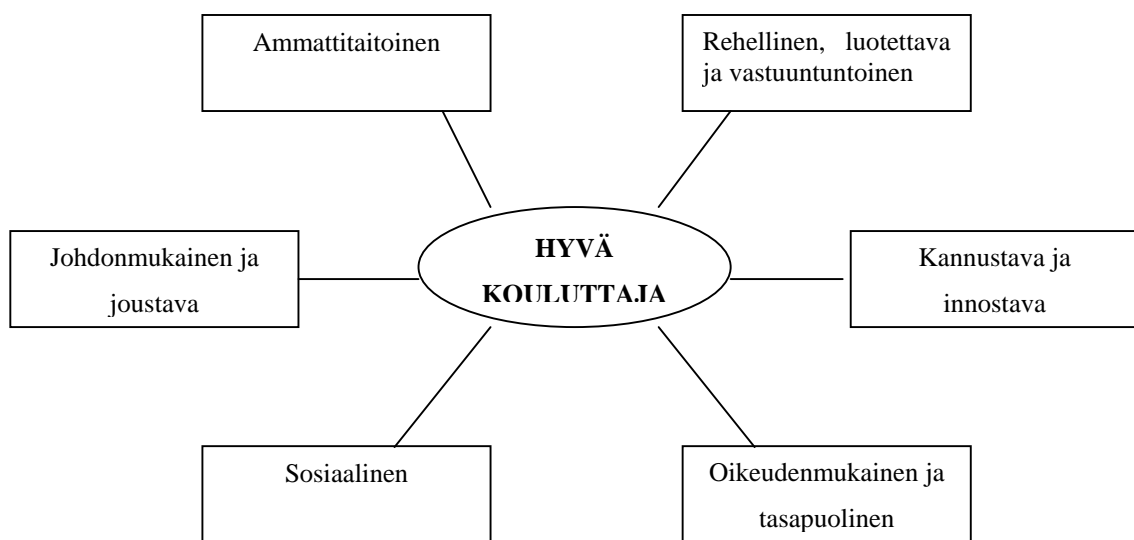 Ammattitaitoinen
Rehellinen, luotettava
ja vastuuntuntoinen
Johdonmukainen ja
joustava
HYVÄ
KOULUTTAJA
Kannustava ja
innostava
Sosiaalinen
Oikeudenmukainen ja
tasapuolinen